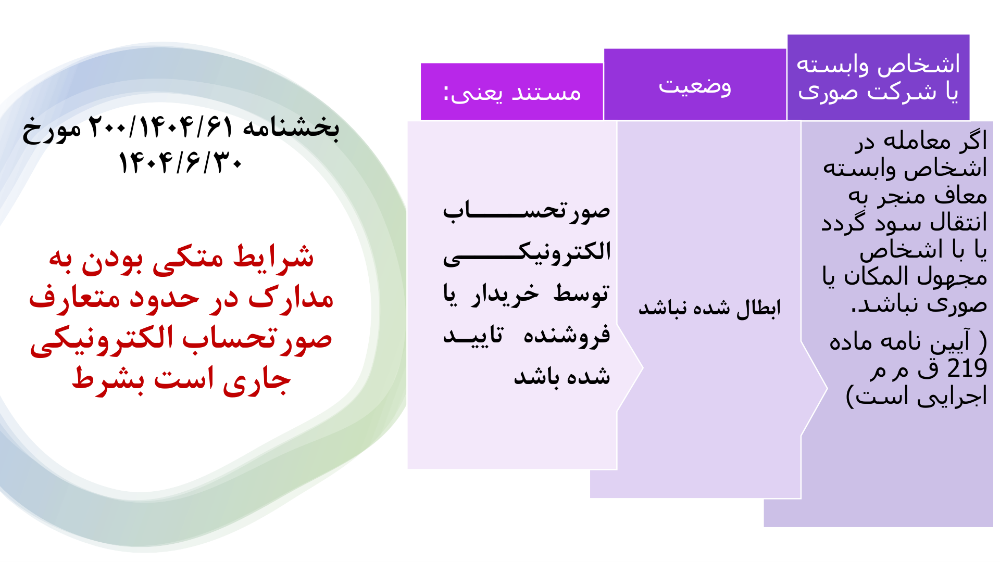 بخشنامه ۲۰۰/۱۴۰۴/۶۱ مورخ
۱۴۰۴/۶/۳۰
شرایط متکی بودن به
مدارک در حدود متعارف
صورتحساب الکترونیکی
جاری است بشرط
مستند یعنی:
صورتحساب
الکترونیکی
توسط خریدار یا
فروشنده تایید
شده باشد
وضعیت
ابطال شده نباشد
اشخاص وابسته
یا شرکت صوری
اگر معامله در
اشخاص وابسته
معاف منجر به
انتقال سود گردد
یا با اشخاص
مجهول المکان یا
صوری نباشد.
( آیین نامه ماده
219 ق م م
اجرایی است)